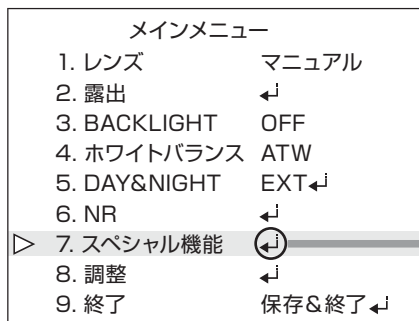 メインメニュー
1. レンズ マニュアル
2. 露出 ↲
3. BACKLIGHT OFF
4. ホワイトバランス ATW
5. DAY&NIGHT EXT↲
6. NR ↲
▷ 7. スペシャル機能 ↲
8. 調整 ↲
9. 終了 保存&終了↲